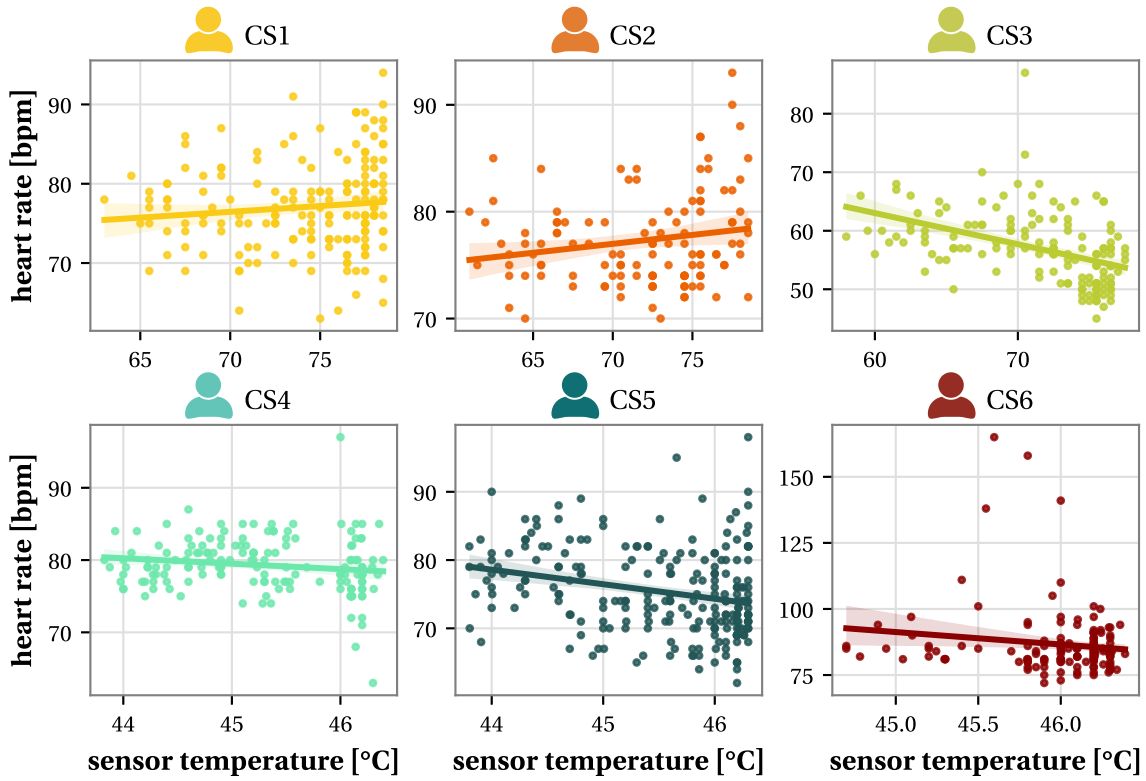 CS1 CS2 CS3
heart rate [bpm]
90
80
70
65 70 75
90
80
70
65 70 75
80
70
60
50
60 70
CS4 CS5 CS6
heart rate [bpm]
90
80
70
44 45 46
90
80
70
44 45 46
150
125
100
75
45.0 45.5 46.0
sensor temperature [°C] sensor temperature [°C] sensor temperature [°C]